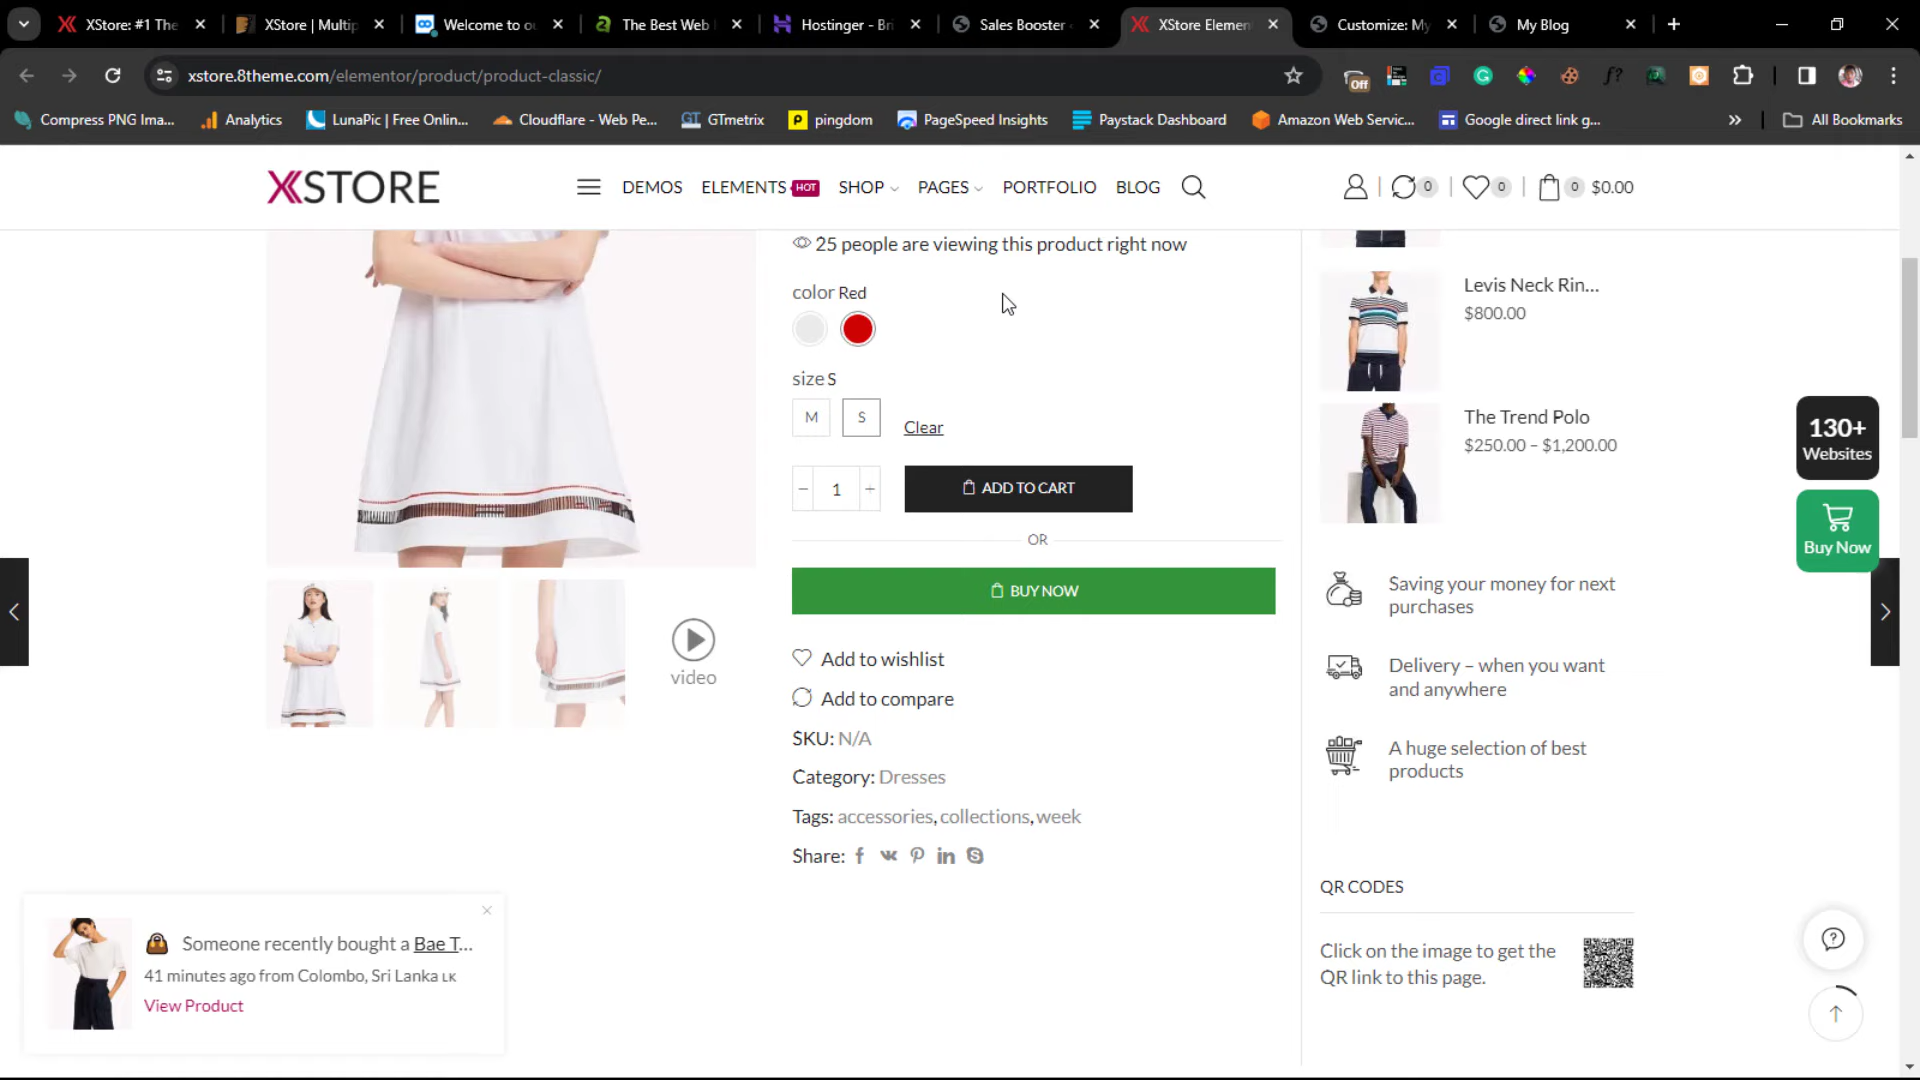 XStore: #1 The
XStore | Multip
Welcome to ou
The Best Web
Hostinger - Bri
Sales Booster
XStore Elemen
Customize: My
My Blog
xstore.8theme.com/elementor/product/product-classic/
Off
Compress PNG Ima...
Analytics
LunaPic | Free Onlin...
Cloudflare - Web Pe...
GTmetrix
pingdom
PageSpeed Insights
Paystack Dashboard
Amazon Web Servic...
Google direct link g...
All Bookmarks
XSTORE
DEMOS
ELEMENTS HOT
SHOP
PAGES
PORTFOLIO
BLOG
0
0
0 $0.00
25 people are viewing this product right now
color Red
size S
M
S
Clear
- 1 +
ADD TO CART
OR
BUY NOW
video
Add to wishlist
Add to compare
SKU: N/A
Category: Dresses
Tags: accessories, collections, week
Share:
Levis Neck Rin...
$800.00
The Trend Polo
$250.00 – $1,200.00
130+
Websites
Buy Now
Saving your money for next
purchases
Delivery – when you want
and anywhere
A huge selection of best
products
QR CODES
Click on the image to get the
QR link to this page.
Someone recently bought a Bae T...
41 minutes ago from Colombo, Sri Lanka LK
View Product